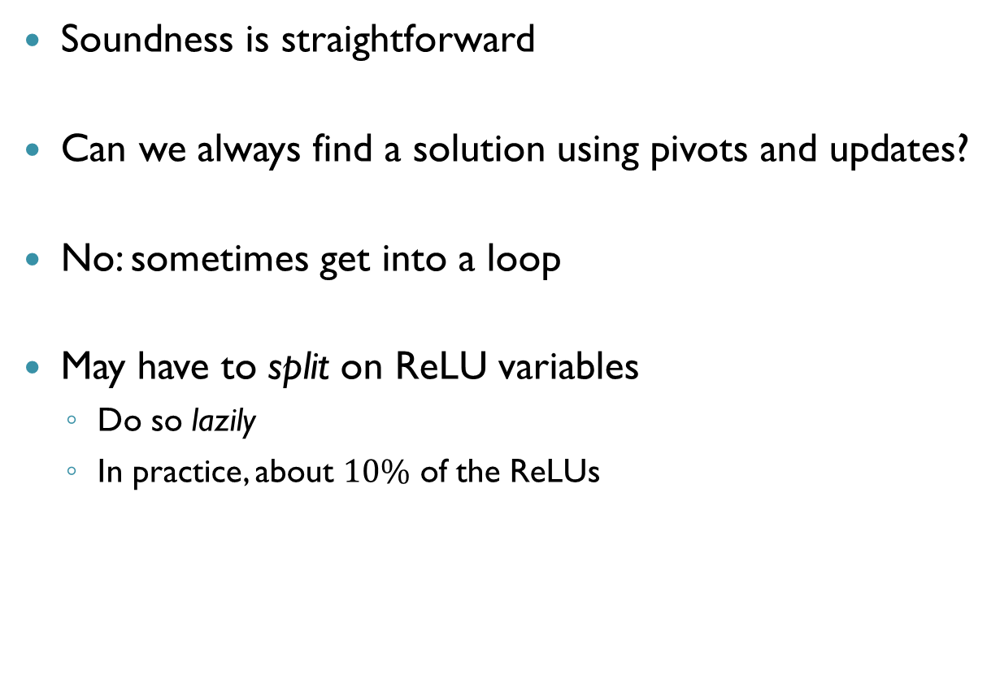 • Soundness is straightforward
• Can we always find a solution using pivots and updates?
• No: sometimes get into a loop
• May have to split on ReLU variables
◦ Do so lazily
◦ In practice, about 10% of the ReLUs